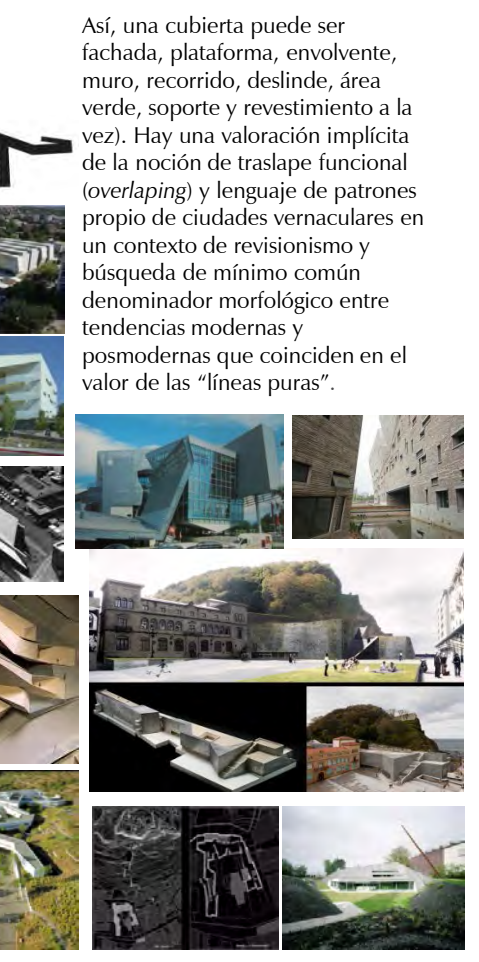 Así, una cubierta puede ser
fachada, plataforma, envolvente,
muro, recorrido, deslinde, área
verde, soporte y revestimiento a la
vez). Hay una valoración implícita
de la noción de traslape funcional
(overlaping) y lenguaje de patrones
propio de ciudades vernaculares en
un contexto de revisionismo y
búsqueda de mínimo común
denominador morfológico entre
tendencias modernas y
posmodernas que coinciden en el
valor de las “líneas puras”.